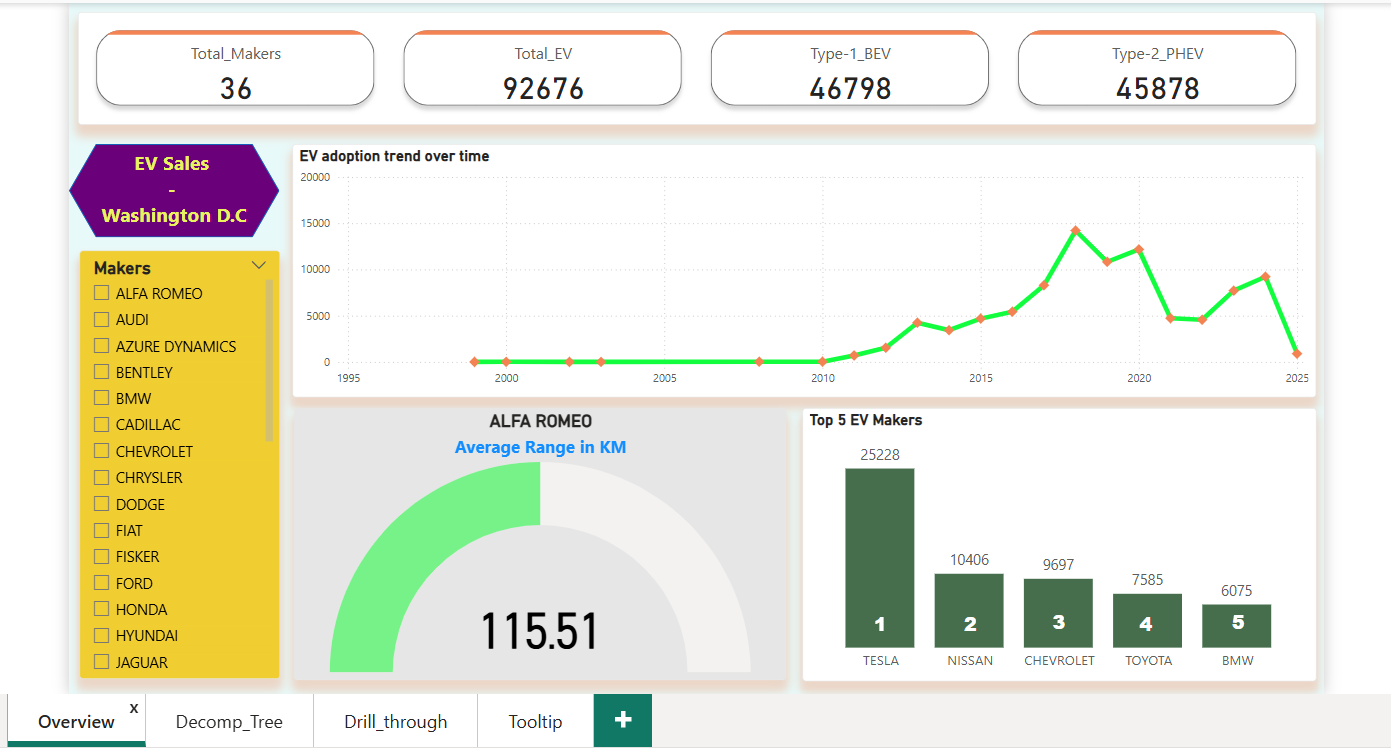 Total_Makers
36
Total_EV
92676
Type-1_BEV
46798
Type-2_PHEV
45878
EV Sales
-
Washington D.C
Makers
ALFA ROMEO
AUDI
AZURE DYNAMICS
BENTLEY
BMW
CADILLAC
CHEVROLET
CHRYSLER
DODGE
FIAT
FISKER
FORD
HONDA
HYUNDAI
JAGUAR
EV adoption trend over time
20000
15000
10000
5000
0
1995 2000 2005 2010 2015 2020 2025
ALFA ROMEO
Average Range in KM
115.51
Top 5 EV Makers
25228
10406
9697
7585
6075
1 2 3 4 5
TESLA NISSAN CHEVROLET TOYOTA BMW
Overview x Decomp_Tree Drill_through Tooltip +